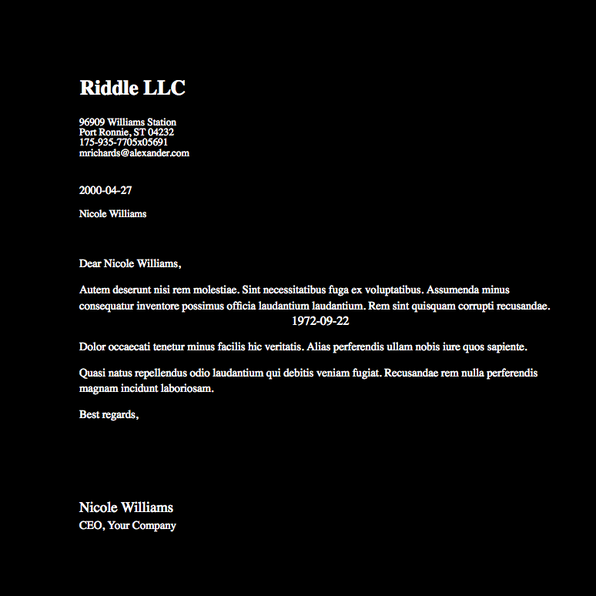 Riddle LLC
96909 Williams Station
Port Ronnie, ST 04232
175-935-7705x05691
mrichards@alexander.com
2000-04-27
Nicole Williams
Dear Nicole Williams,
Autem deserunt nisi rem molestiae. Sint necessitatibus fuga ex voluptatibus. Assumenda minus
consequatur inventore possimus officia laudantium laudantium. Rem sint quisquam corrupti recusandae.
1972-09-22
Dolor occaecati tenetur minus facilis hic veritatis. Alias perferendis ullam nobis iure quos sapiente.
Quasi natus repellendus odio laudantium qui debitis veniam fugiat. Recusandae rem nulla perferendis
magnam incidunt laboriosam.
Best regards,
Nicole Williams
CEO, Your Company